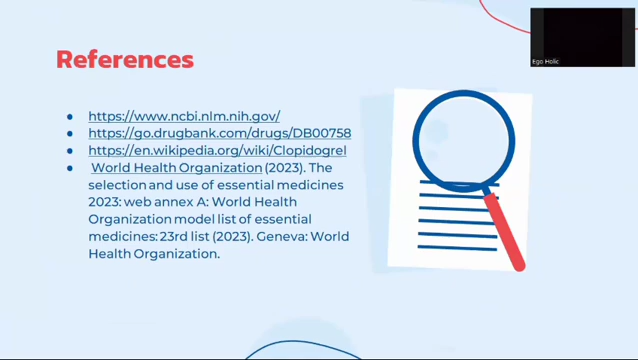 References
Ego Holic
• https://www.ncbi.nlm.nih.gov/
• https://go.drugbank.com/drugs/DB00758
• https://en.wikipedia.org/wiki/Clopidogrel
• World Health Organization (2023). The
selection and use of essential medicines
2023: web annex A: World Health
Organization model list of essential
medicines: 23rd list (2023). Geneva: World
Health Organization.